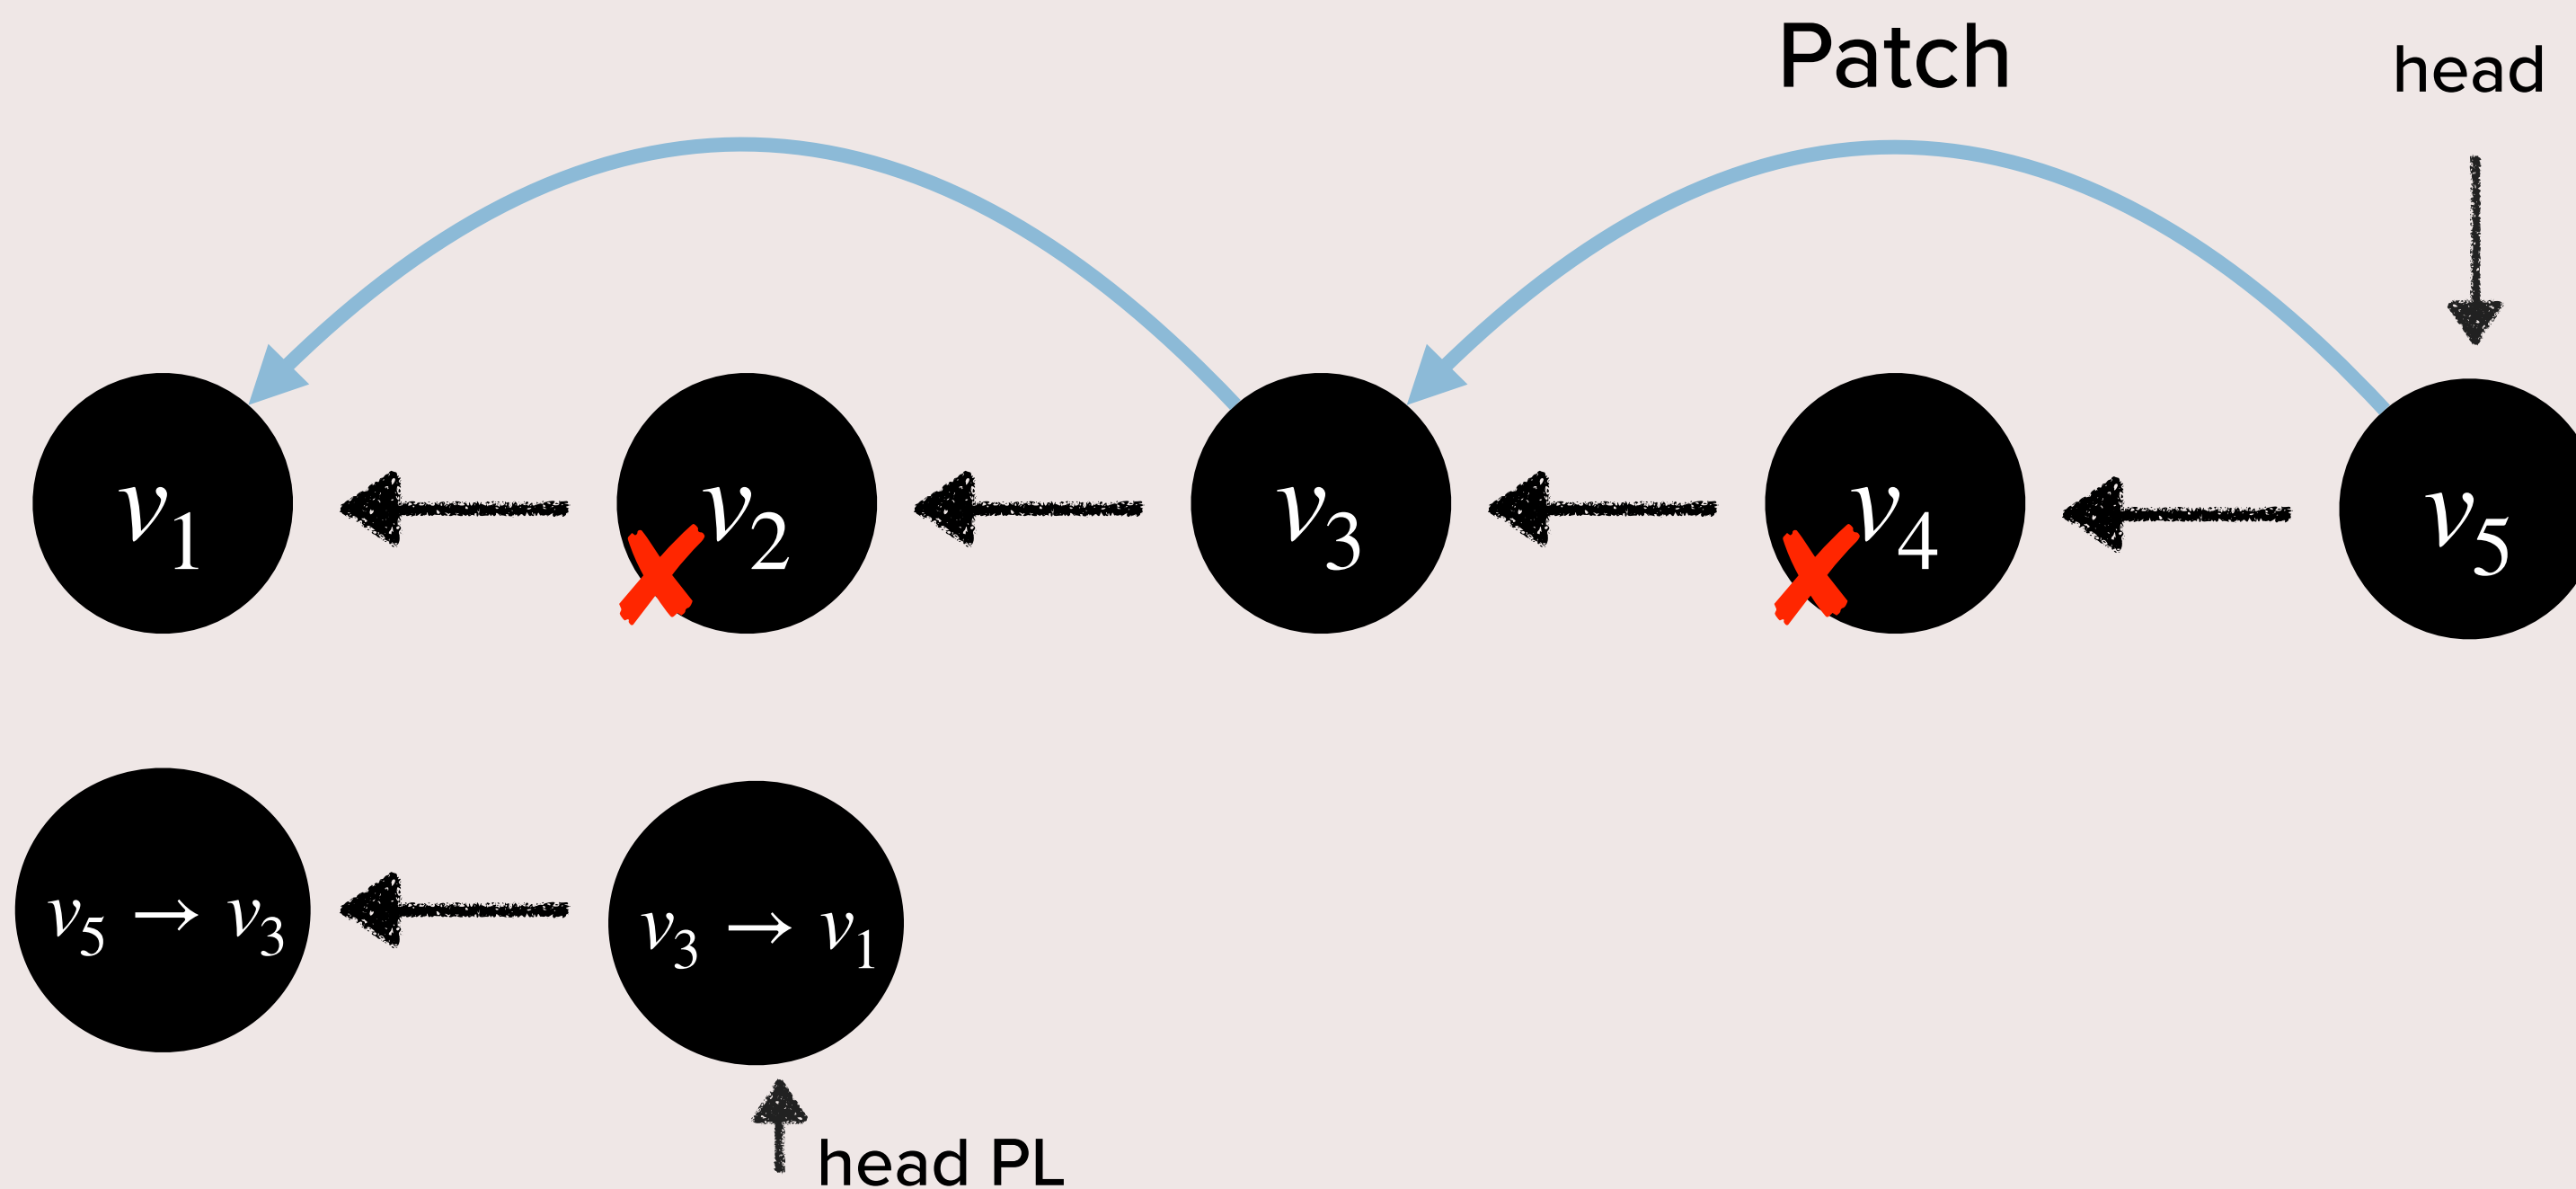 Patch
head
v₁
v₂
v₃
v₄
v₅
v₅ → v₃
v₃ → v₁
head PL